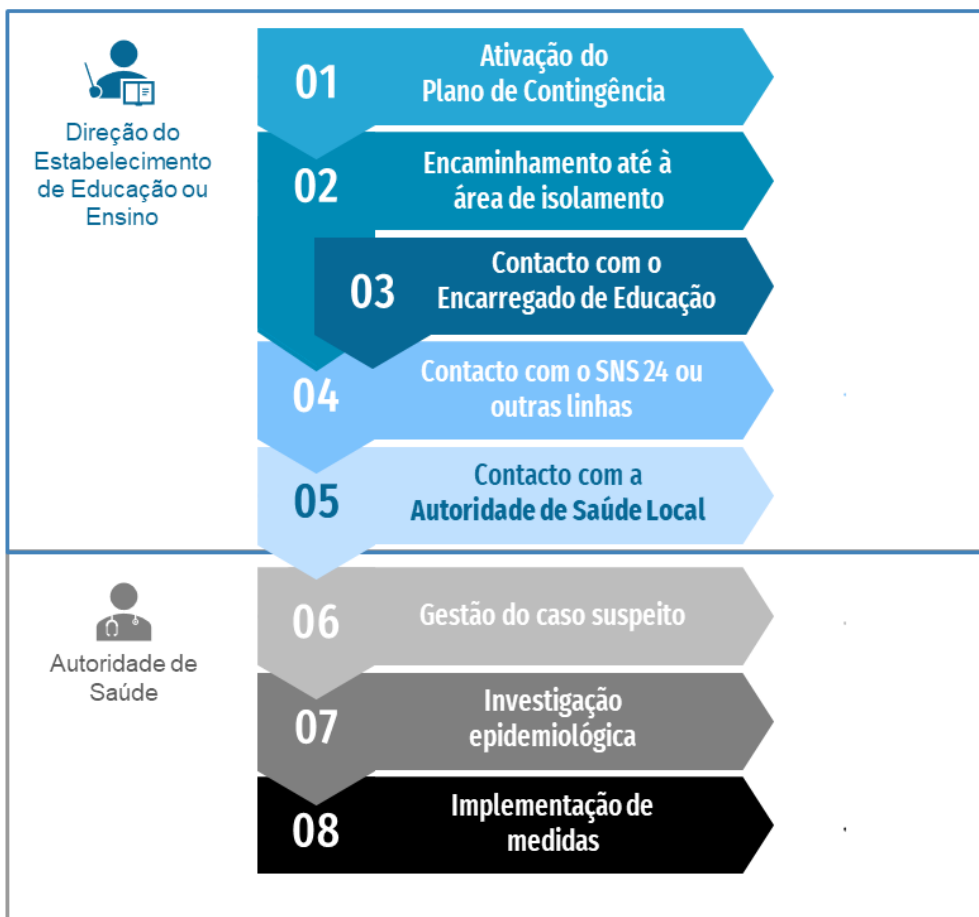 Direção do
Estabelecimento
de Educação ou
Ensino
01
Ativação do
Plano de Contingência
02
Encaminhamento até à
área de isolamento
03
Contacto com o
Encarregado de Educação
04
Contacto com o SNS 24 ou
outras linhas
05
Contacto com a
Autoridade de Saúde Local
Autoridade de
Saúde
06
Gestão do caso suspeito
07
Investigação
epidemiológica
08
Implementação de
medidas